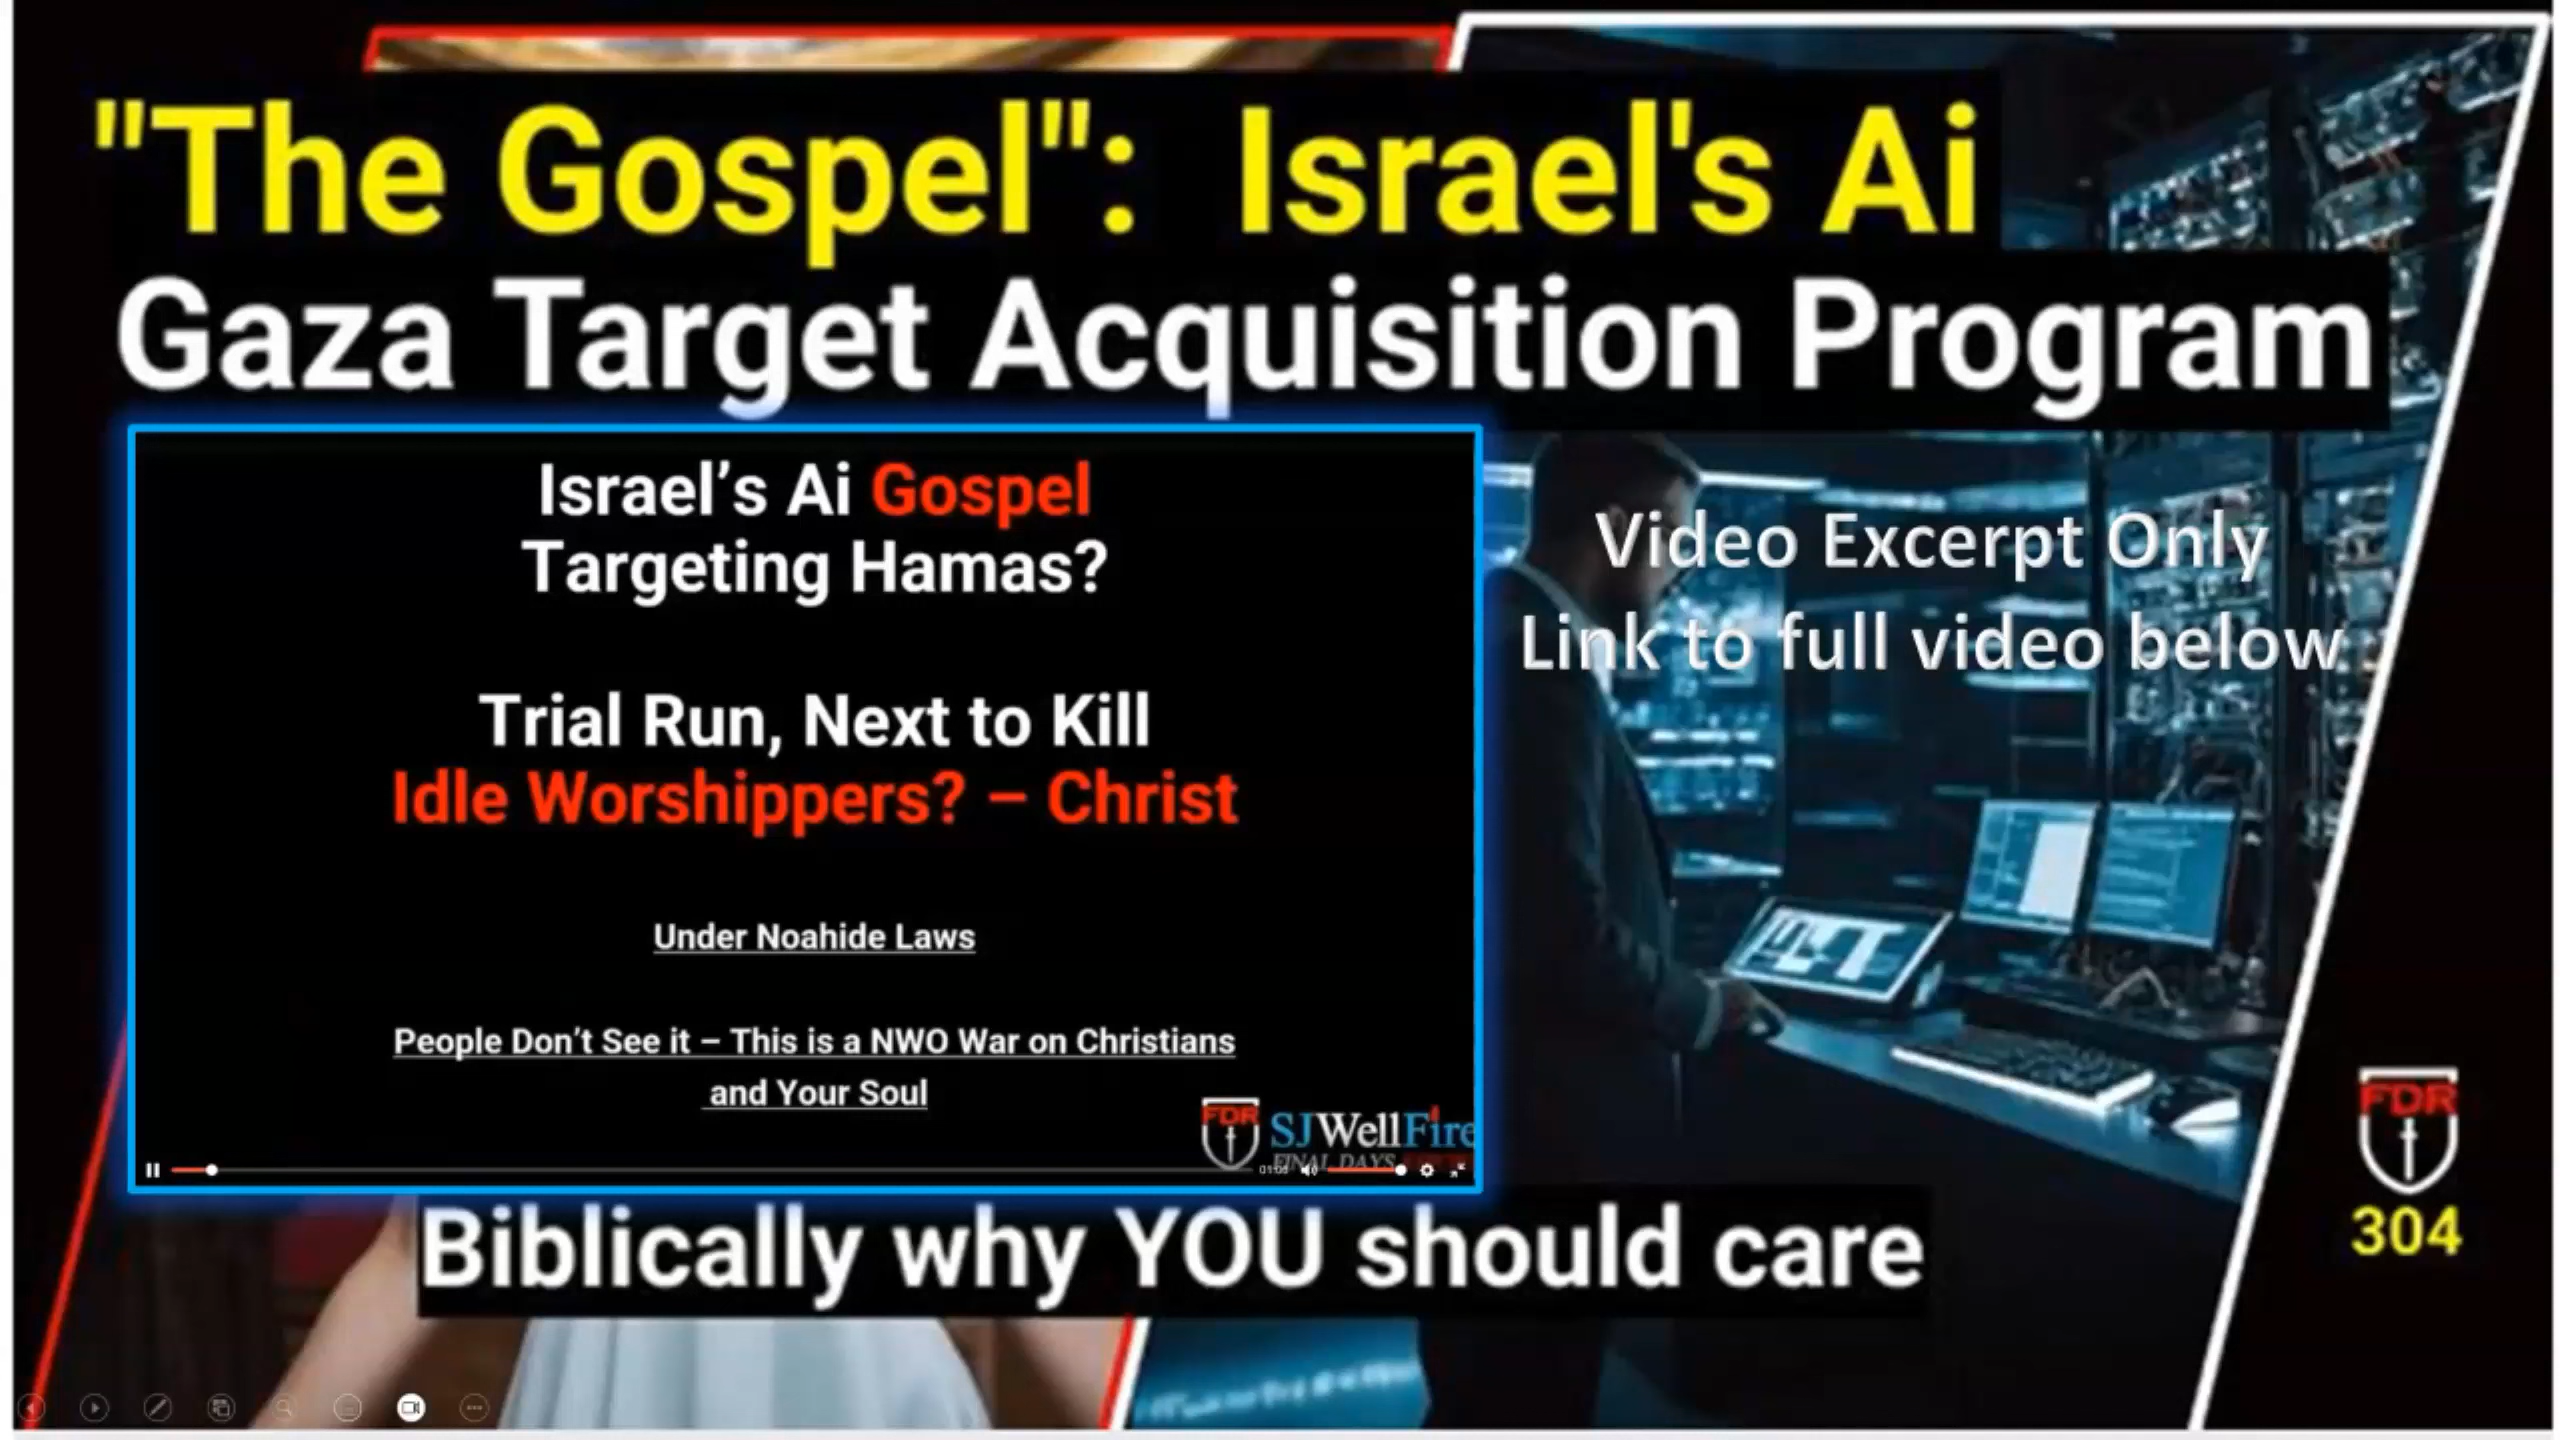 "The Gospel": Israel's Ai
Gaza Target Acquisition Program
Israel's Ai Gospel
Targeting Hamas?
Trial Run, Next to Kill
Idle Worshippers? – Christ
Under Noahide Laws
People Don't See it – This is a NWO War on Christians
and Your Soul
FDR
SJWellFire
FINAL DAYS
Video Excerpt Only
Link to full video below
Biblically why YOU should care
FDR
304